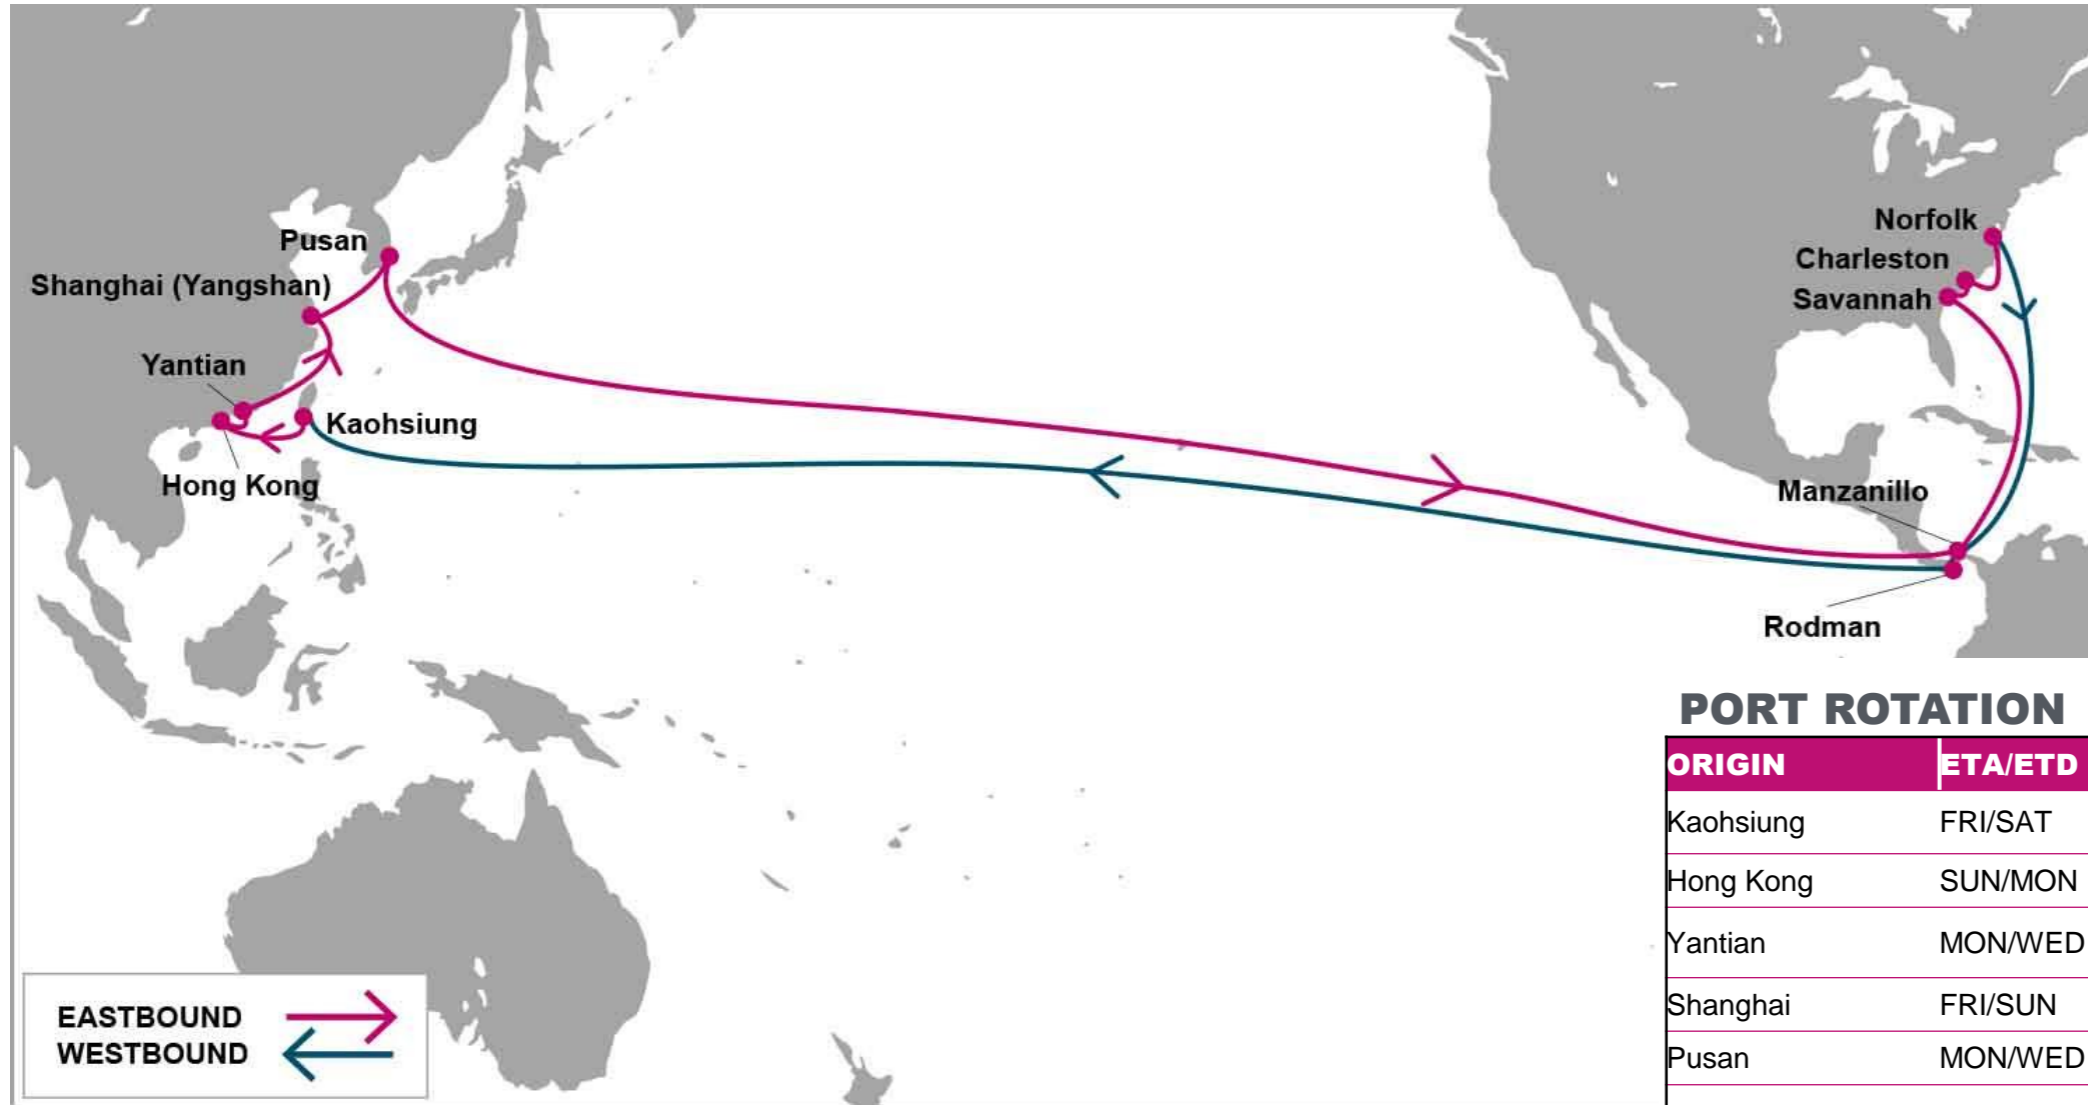 Norfolk
Pusan
Charleston
Shanghai (Yangshan)
Savannah
Yantian
Kaohsiung
Hong Kong
Manzanillo
Rodman
PORT ROTATION
ORIGIN ETA/ETD
Kaohsiung FRI/SAT
Hong Kong SUN/MON
Yantian MON/WED
Shanghai FRI/SUN
Pusan MON/WED
EASTBOUND
WESTBOUND